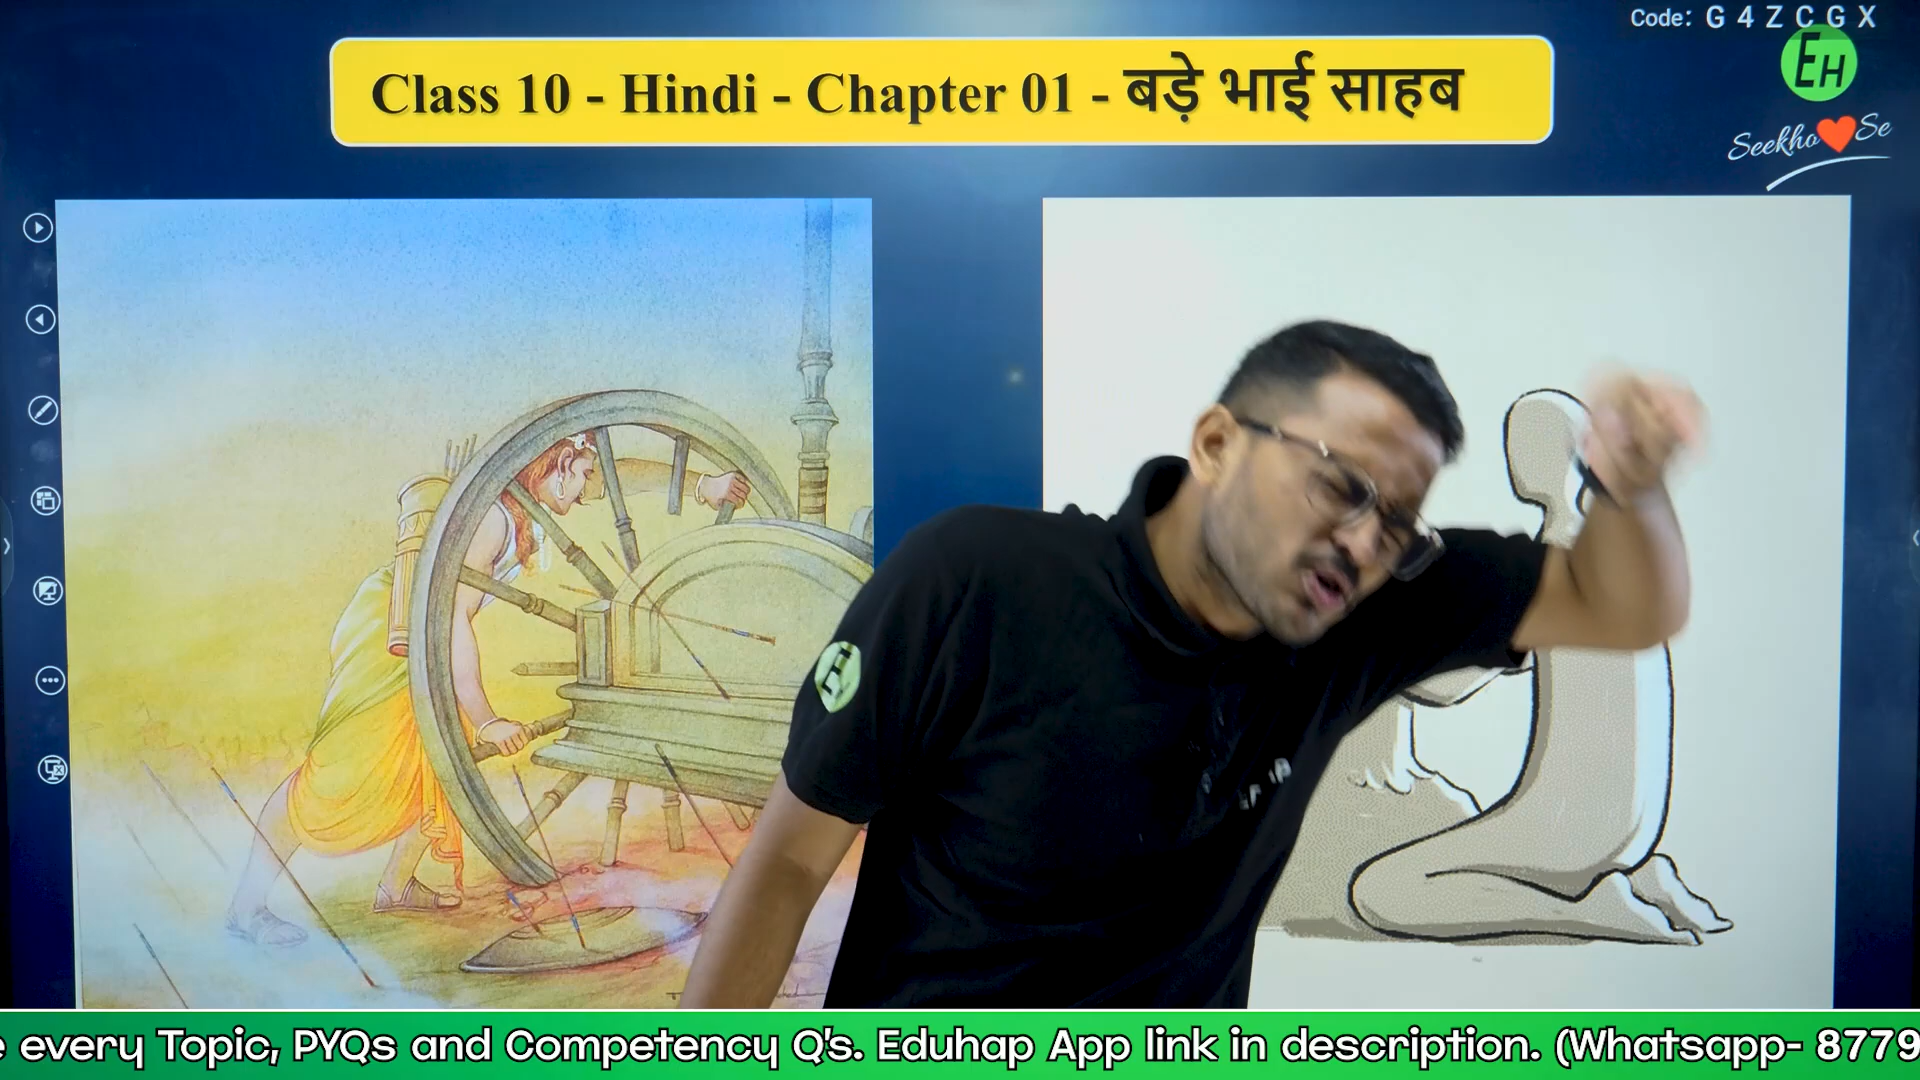 Code: G 4 Z C G X
EH
Class 10 - Hindi - Chapter 01 - बड़े भाई साहब
Seekho ❤ Se
every Topic, PYQs and Competency Q's. Eduhap App link in description. (Whatsapp- 8779